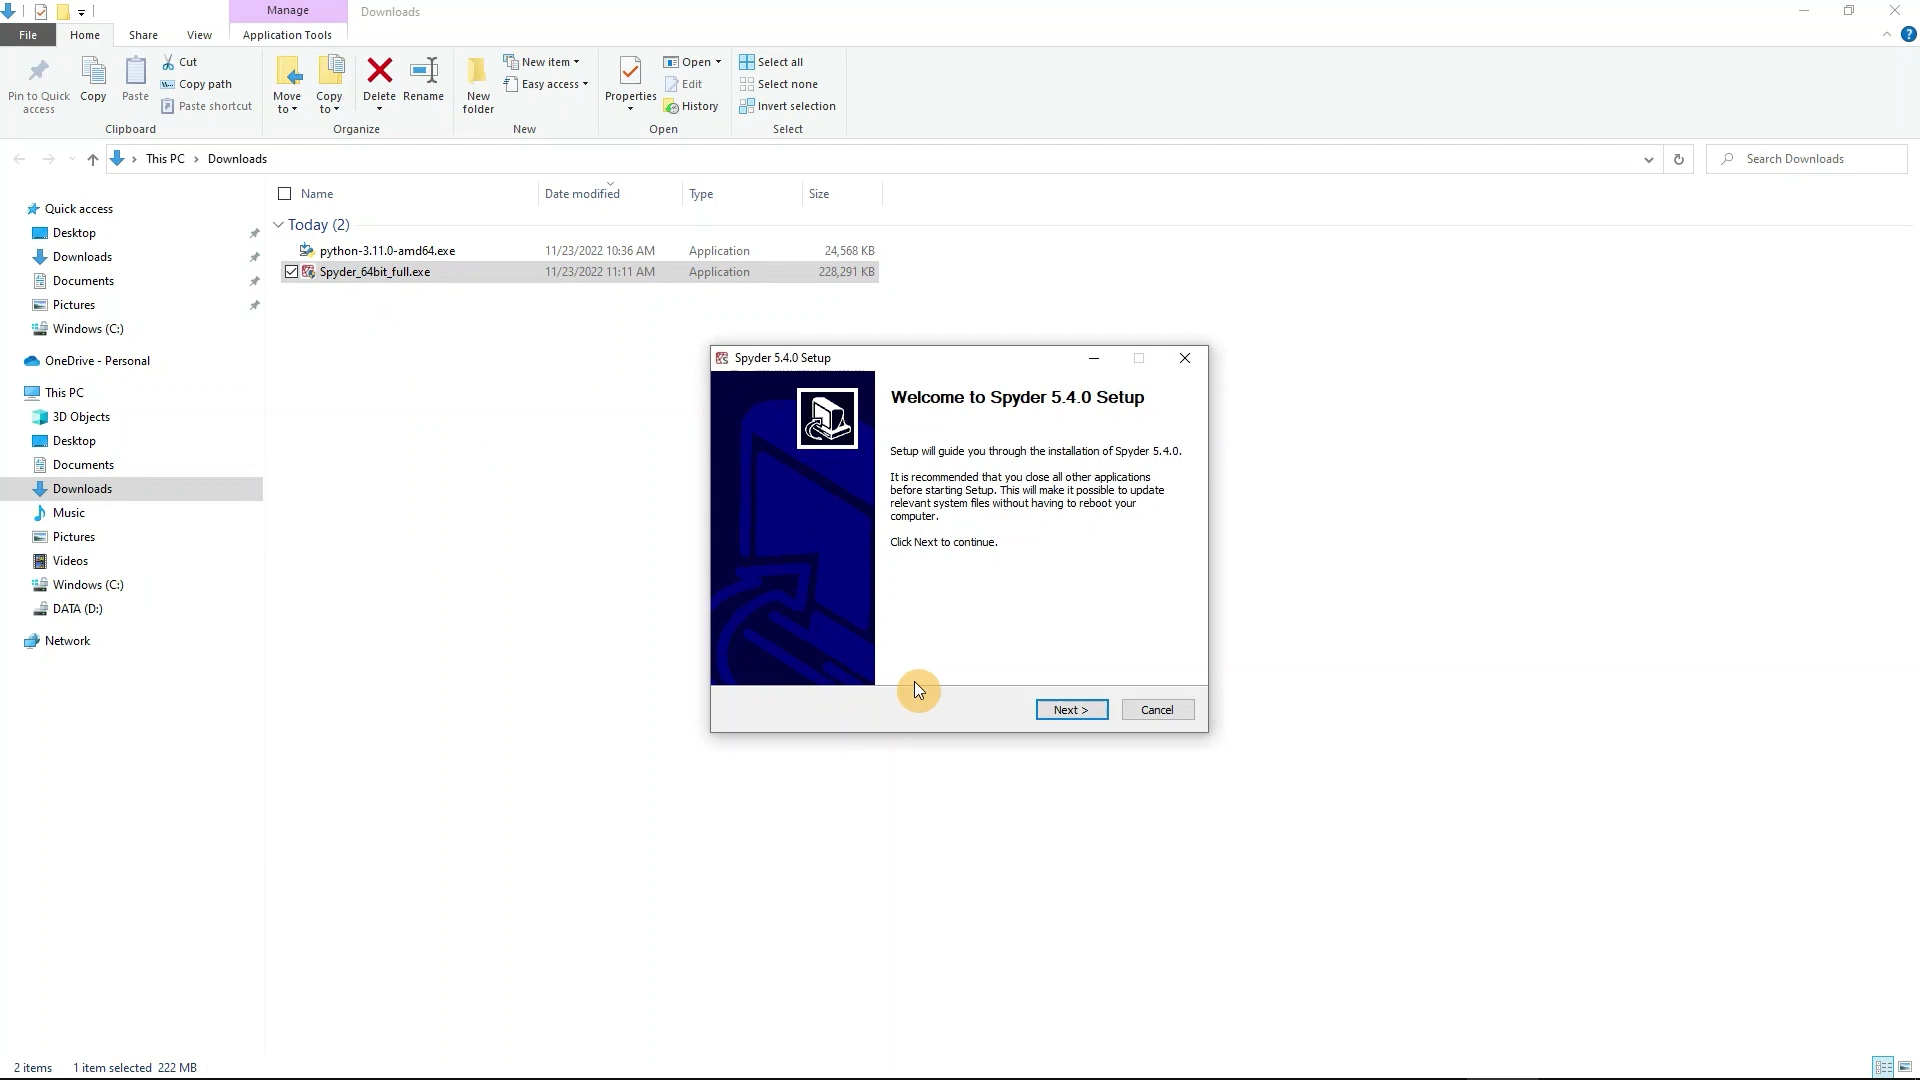 Manage
Downloads
File
Home
Share
View
Application Tools
Pin to Quick
access
Copy
Paste
Cut
Copy path
Paste shortcut
Clipboard
Move
to
Copy
to
Delete
Rename
Organize
New
folder
New item
Easy access
New
Properties
Open
Edit
History
Open
Select all
Select none
Invert selection
Select
This PC
Downloads
Search Downloads
Quick access
Desktop
Downloads
Documents
Pictures
Windows (C:)
OneDrive - Personal
This PC
3D Objects
Desktop
Documents
Downloads
Music
Pictures
Videos
Windows (C:)
DATA (D:)
Network
Name
Date modified
Type
Size
Today (2)
python-3.11.0-amd64.exe 11/23/2022 10:36 AM Application 24,568 KB
Spyder_64bit_full.exe 11/23/2022 11:11 AM Application 228,291 KB
Spyder 5.4.0 Setup
Welcome to Spyder 5.4.0 Setup
Setup will guide you through the installation of Spyder 5.4.0.
It is recommended that you close all other applications
before starting Setup. This will make it possible to update
relevant system files without having to reboot your
computer.
Click Next to continue.
Next >
Cancel
2 items 1 item selected 222 MB